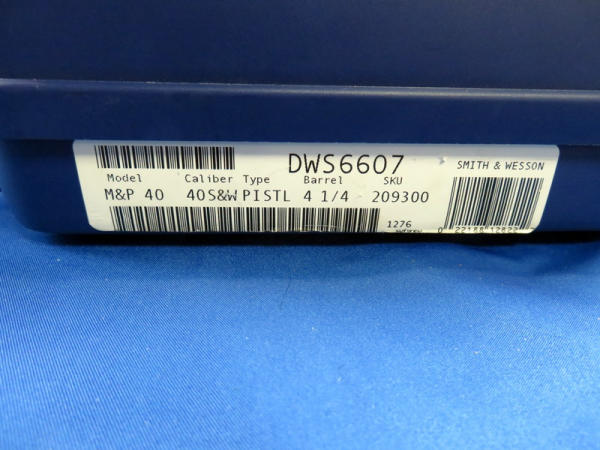 DWS6607
SMITH & WESSON
Model Caliber Type Barrel SKU
M&P 40 40S&W PISTL 4 1/4 209300
1276